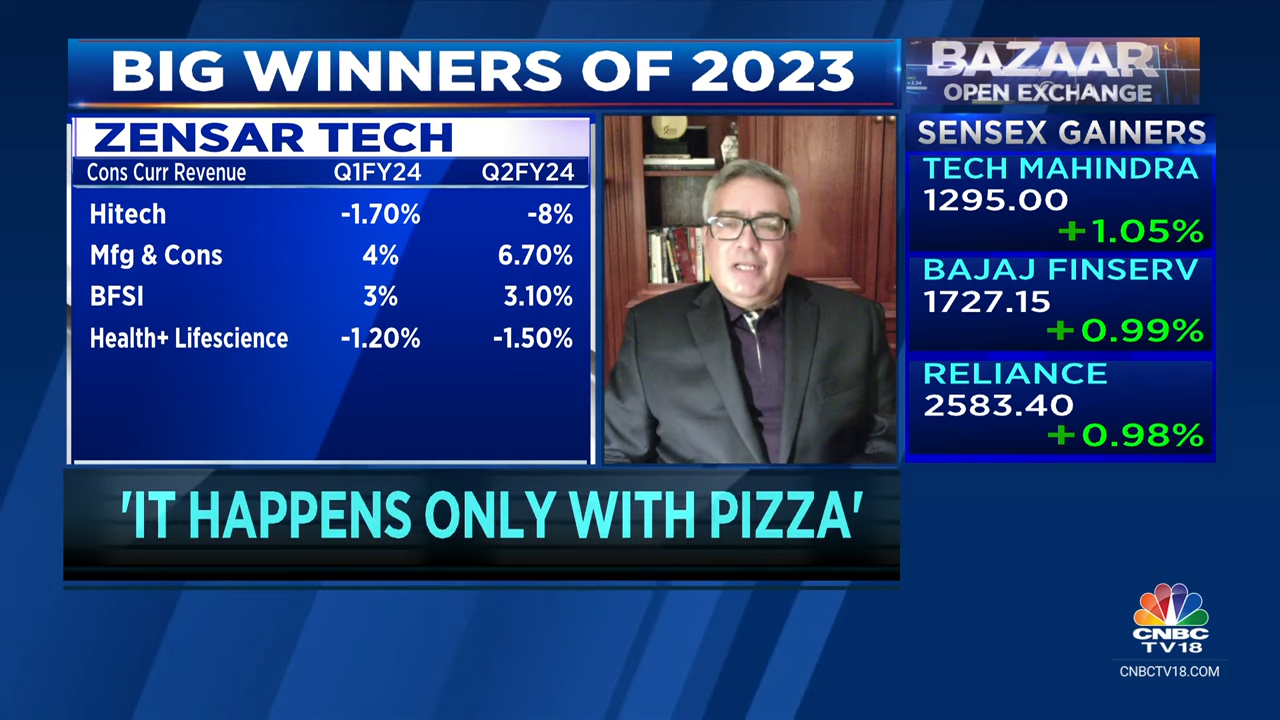 BIG WINNERS OF 2023
ZENSAR TECH
Cons Curr Revenue Q1FY24 Q2FY24
Hitech -1.70% -8%
Mfg & Cons 4% 6.70%
BFSI 3% 3.10%
Health+ Lifescience -1.20% -1.50%
'IT HAPPENS ONLY WITH PIZZA'
BAZAAR
OPEN EXCHANGE
SENSEX GAINERS
TECH MAHINDRA
1295.00
+1.05%
BAJAJ FINSERV
1727.15
+0.99%
RELIANCE
2583.40
+0.98%
CNBC
TV18
CNBCTV18.COM